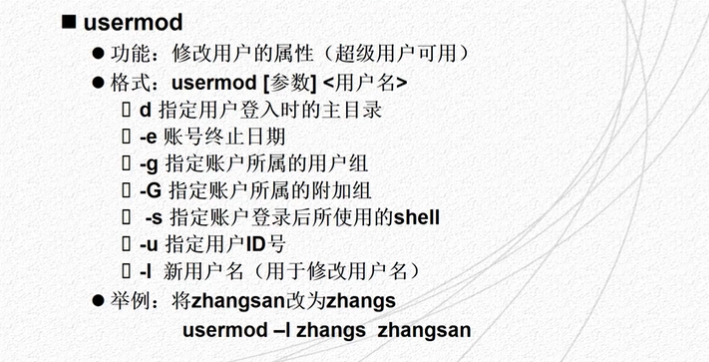 ■ usermod
● 功能：修改用户的属性（超级用户可用）
● 格式：usermod [参数] <用户名>
▯ d 指定用户登入时的主目录
▯ -e 账号终止日期
▯ -g 指定账户所属的用户组
▯ -G 指定账户所属的附加组
▯ -s 指定账户登录后所使用的shell
▯ -u 指定用户ID号
▯ -l 新用户名（用于修改用户名）
● 举例：将zhangsan改为zhangs
usermod –l zhangs zhangsan